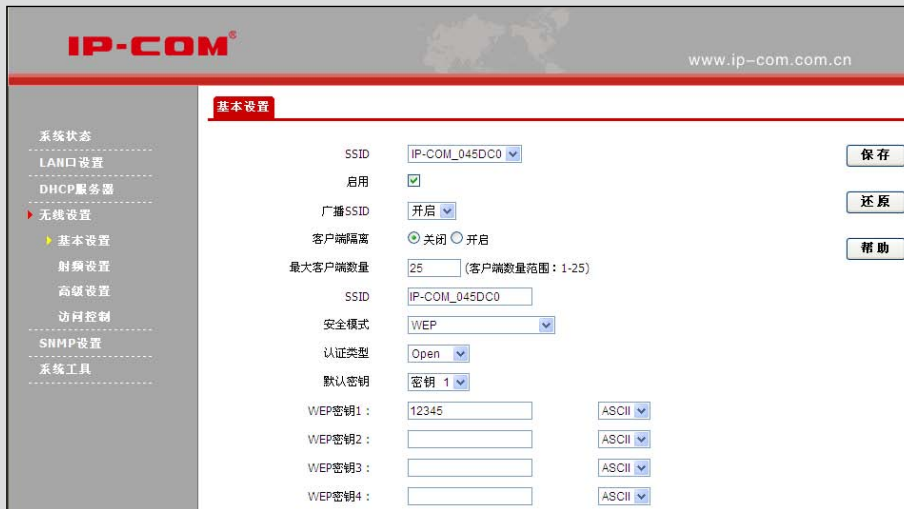 IP-COM®
www.ip-com.com.cn
基本设置
系统状态
LAN口设置
DHCP服务器
无线设置
基本设置
射频设置
高级设置
访问控制
SNMP设置
系统工具
SSID IP-COM_045DC0
启用
广播SSID 开启
客户端隔离 关闭 开启
最大客户端数量 25 (客户端数量范围：1-25)
SSID IP-COM_045DC0
安全模式 WEP
认证类型 Open
默认密钥 密钥 1
WEP密钥1： 12345 ASCII
WEP密钥2： ASCII
WEP密钥3： ASCII
WEP密钥4： ASCII
保存
还原
帮助